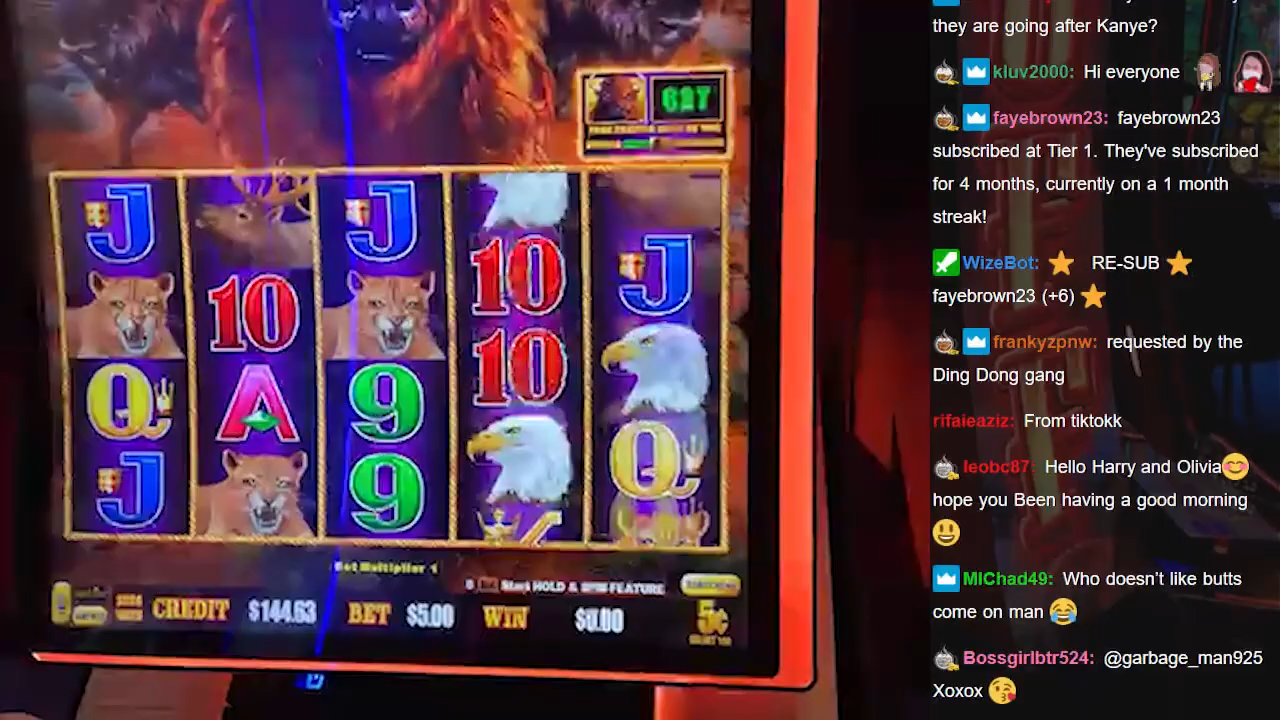 they are going after Kanye?
kluv2000: Hi everyone
fayebrown23: fayebrown23
subscribed at Tier 1. They've subscribed
for 4 months, currently on a 1 month
streak!
WizeBot: RE-SUB
fayebrown23 (+6)
frankyzpnw: requested by the
Ding Dong gang
rifaieaziz: From tiktokk
leobc87: Hello Harry and Olivia
hope you Been having a good morning
MIChad49: Who doesn't like butts
come on man
Bossgirlbtr524: @garbage_man925
Xoxox
J J
10 J
10
10
Q A 9
Q
J 9
Bet Multiplier 1
Start HOLD & SPIN FEATURE
CREDIT $144.63 BET $5.00 WIN $0.00 5¢